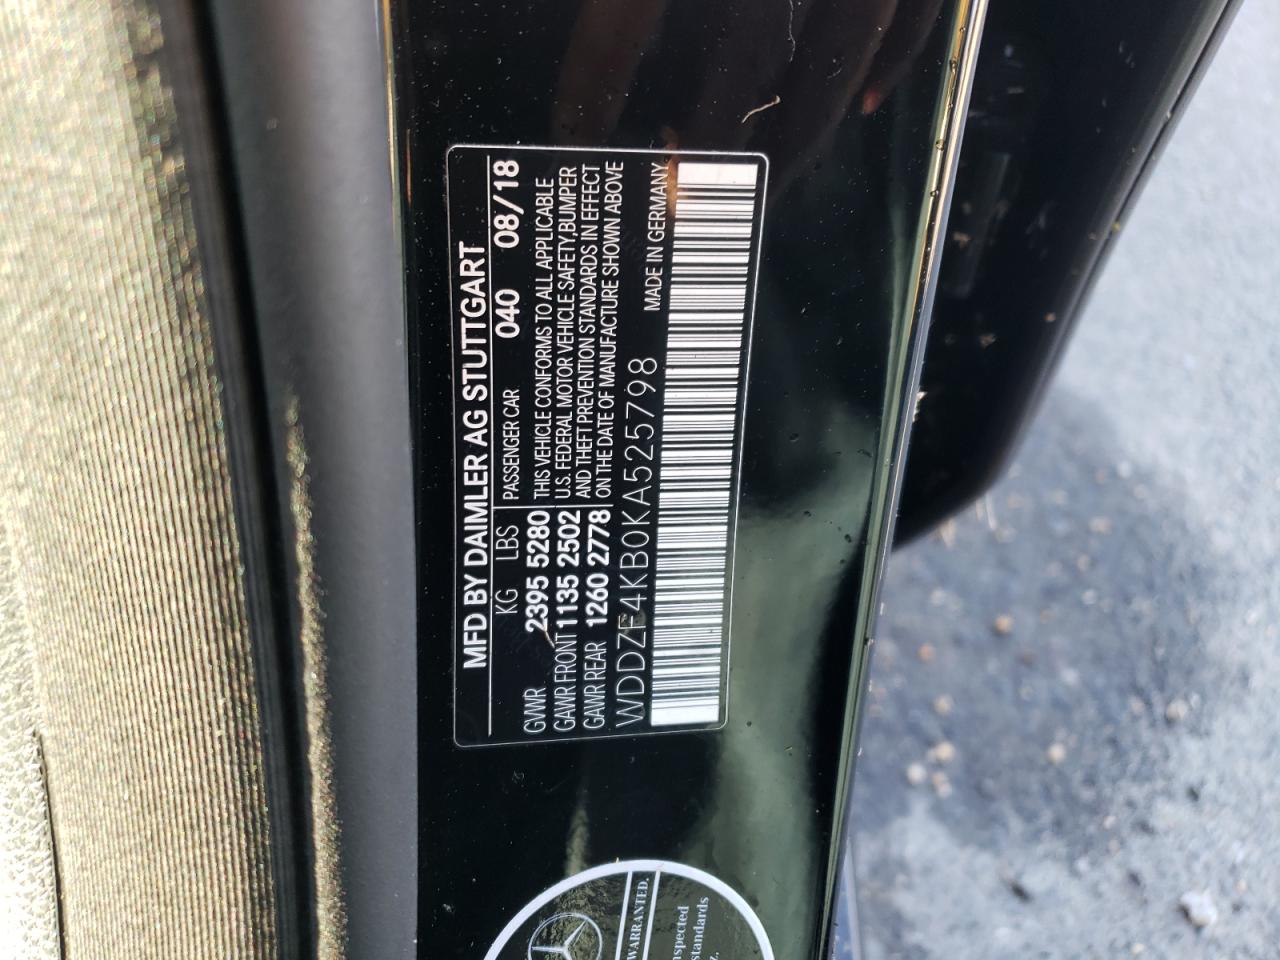 MFD BY DAIMLER AG STUTTGART
KG LBS PASSENGER CAR 040 08/18
GVWR 2395 5280 THIS VEHICLE CONFORMS TO ALL APPLICABLE
GAWR FRONT 1135 2502 U.S. FEDERAL MOTOR VEHICLE SAFETY,BUMPER
GAWR REAR 1260 2778 AND THEFT PREVENTION STANDARDS IN EFFECT
ON THE DATE OF MANUFACTURE SHOWN ABOVE
WDDZF4KB0KA525798 MADE IN GERMANY
WARRANTED.
standards